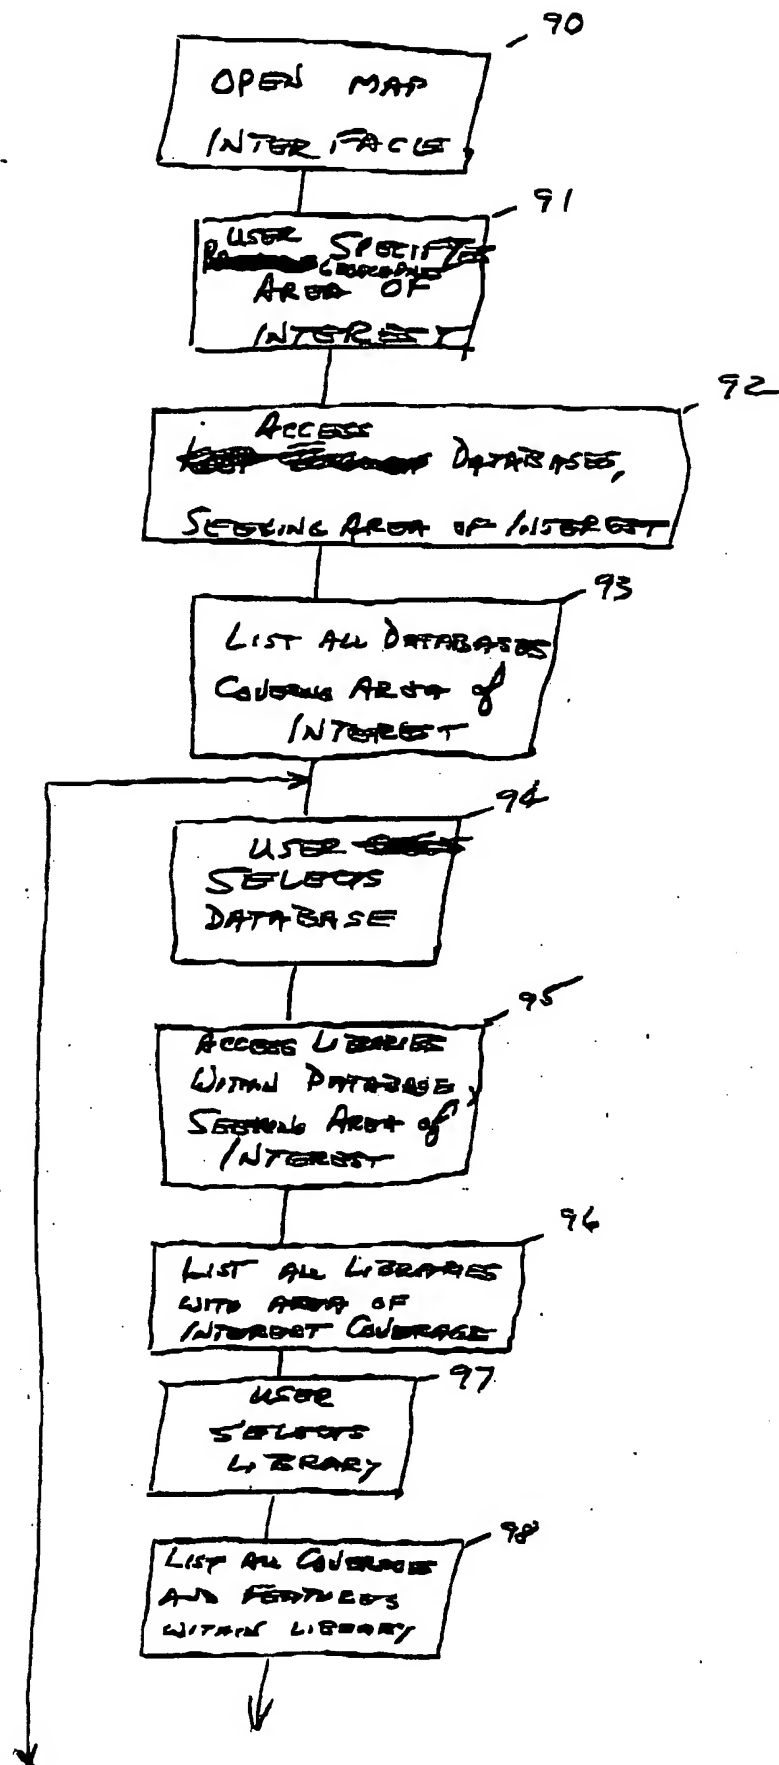 90
OPEN MAP
INTERFACE
91
USER SPECIFYS
GEOGRAPHIC
AREA OF
INTEREST
92
ACCESS
DATABASES,
SEEKING AREA OF INTEREST
93
LIST ALL DATABASES
COVERING AREA of
INTEREST
94
USER
SELECTS
DATABASE
95
ACCESS LIBRARIES
WITHIN DATABASE,
SEEKING AREA of
INTEREST
96
LIST ALL LIBRARIES
WITH AREA OF
INTEREST COVERAGE
97
USER
SELECTS
LIBRARY
98
LIST ALL COVERAGES
AND FEATURES
WITHIN LIBRARY